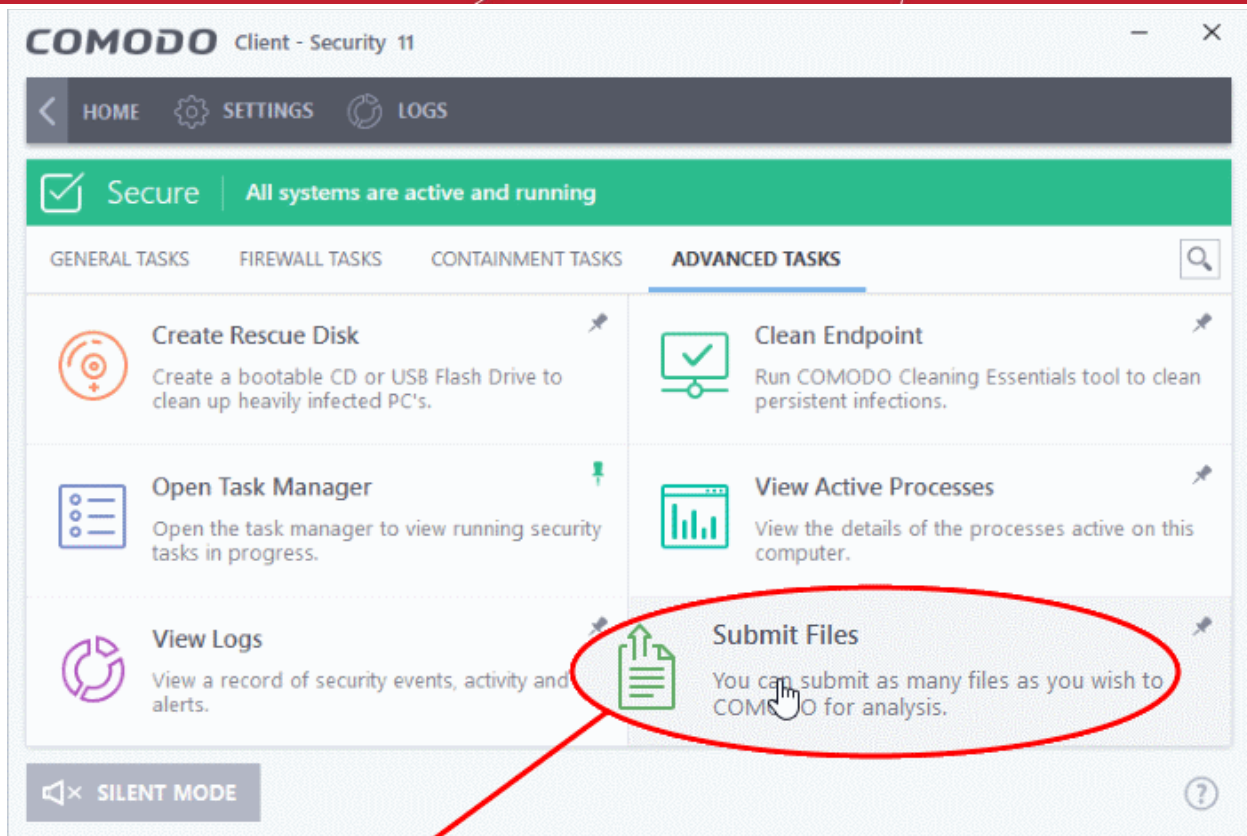 COMODO Client - Security 11
HOME SETTINGS LOGS
Secure All systems are active and running
GENERAL TASKS FIREWALL TASKS CONTAINMENT TASKS ADVANCED TASKS
Create Rescue Disk
Create a bootable CD or USB Flash Drive to
clean up heavily infected PC's.
Clean Endpoint
Run COMODO Cleaning Essentials tool to clean
persistent infections.
Open Task Manager
Open the task manager to view running security
tasks in progress.
View Active Processes
View the details of the processes active on this
computer.
View Logs
View a record of security events, activity and
alerts.
Submit Files
You can submit as many files as you wish to
COMODO for analysis.
SILENT MODE
?